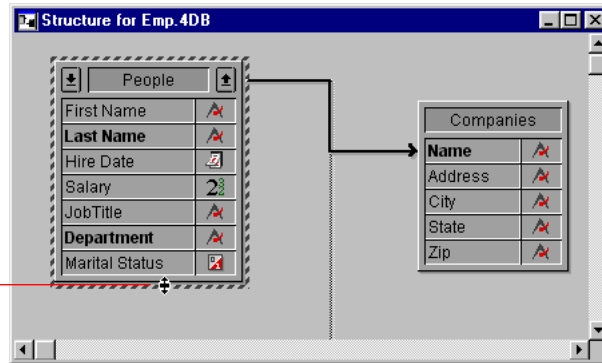 Structure for Emp.4DB
People
First Name
Last Name
Hire Date
Salary
JobTitle
Department
Marital Status
Companies
Name
Address
City
State
Zip